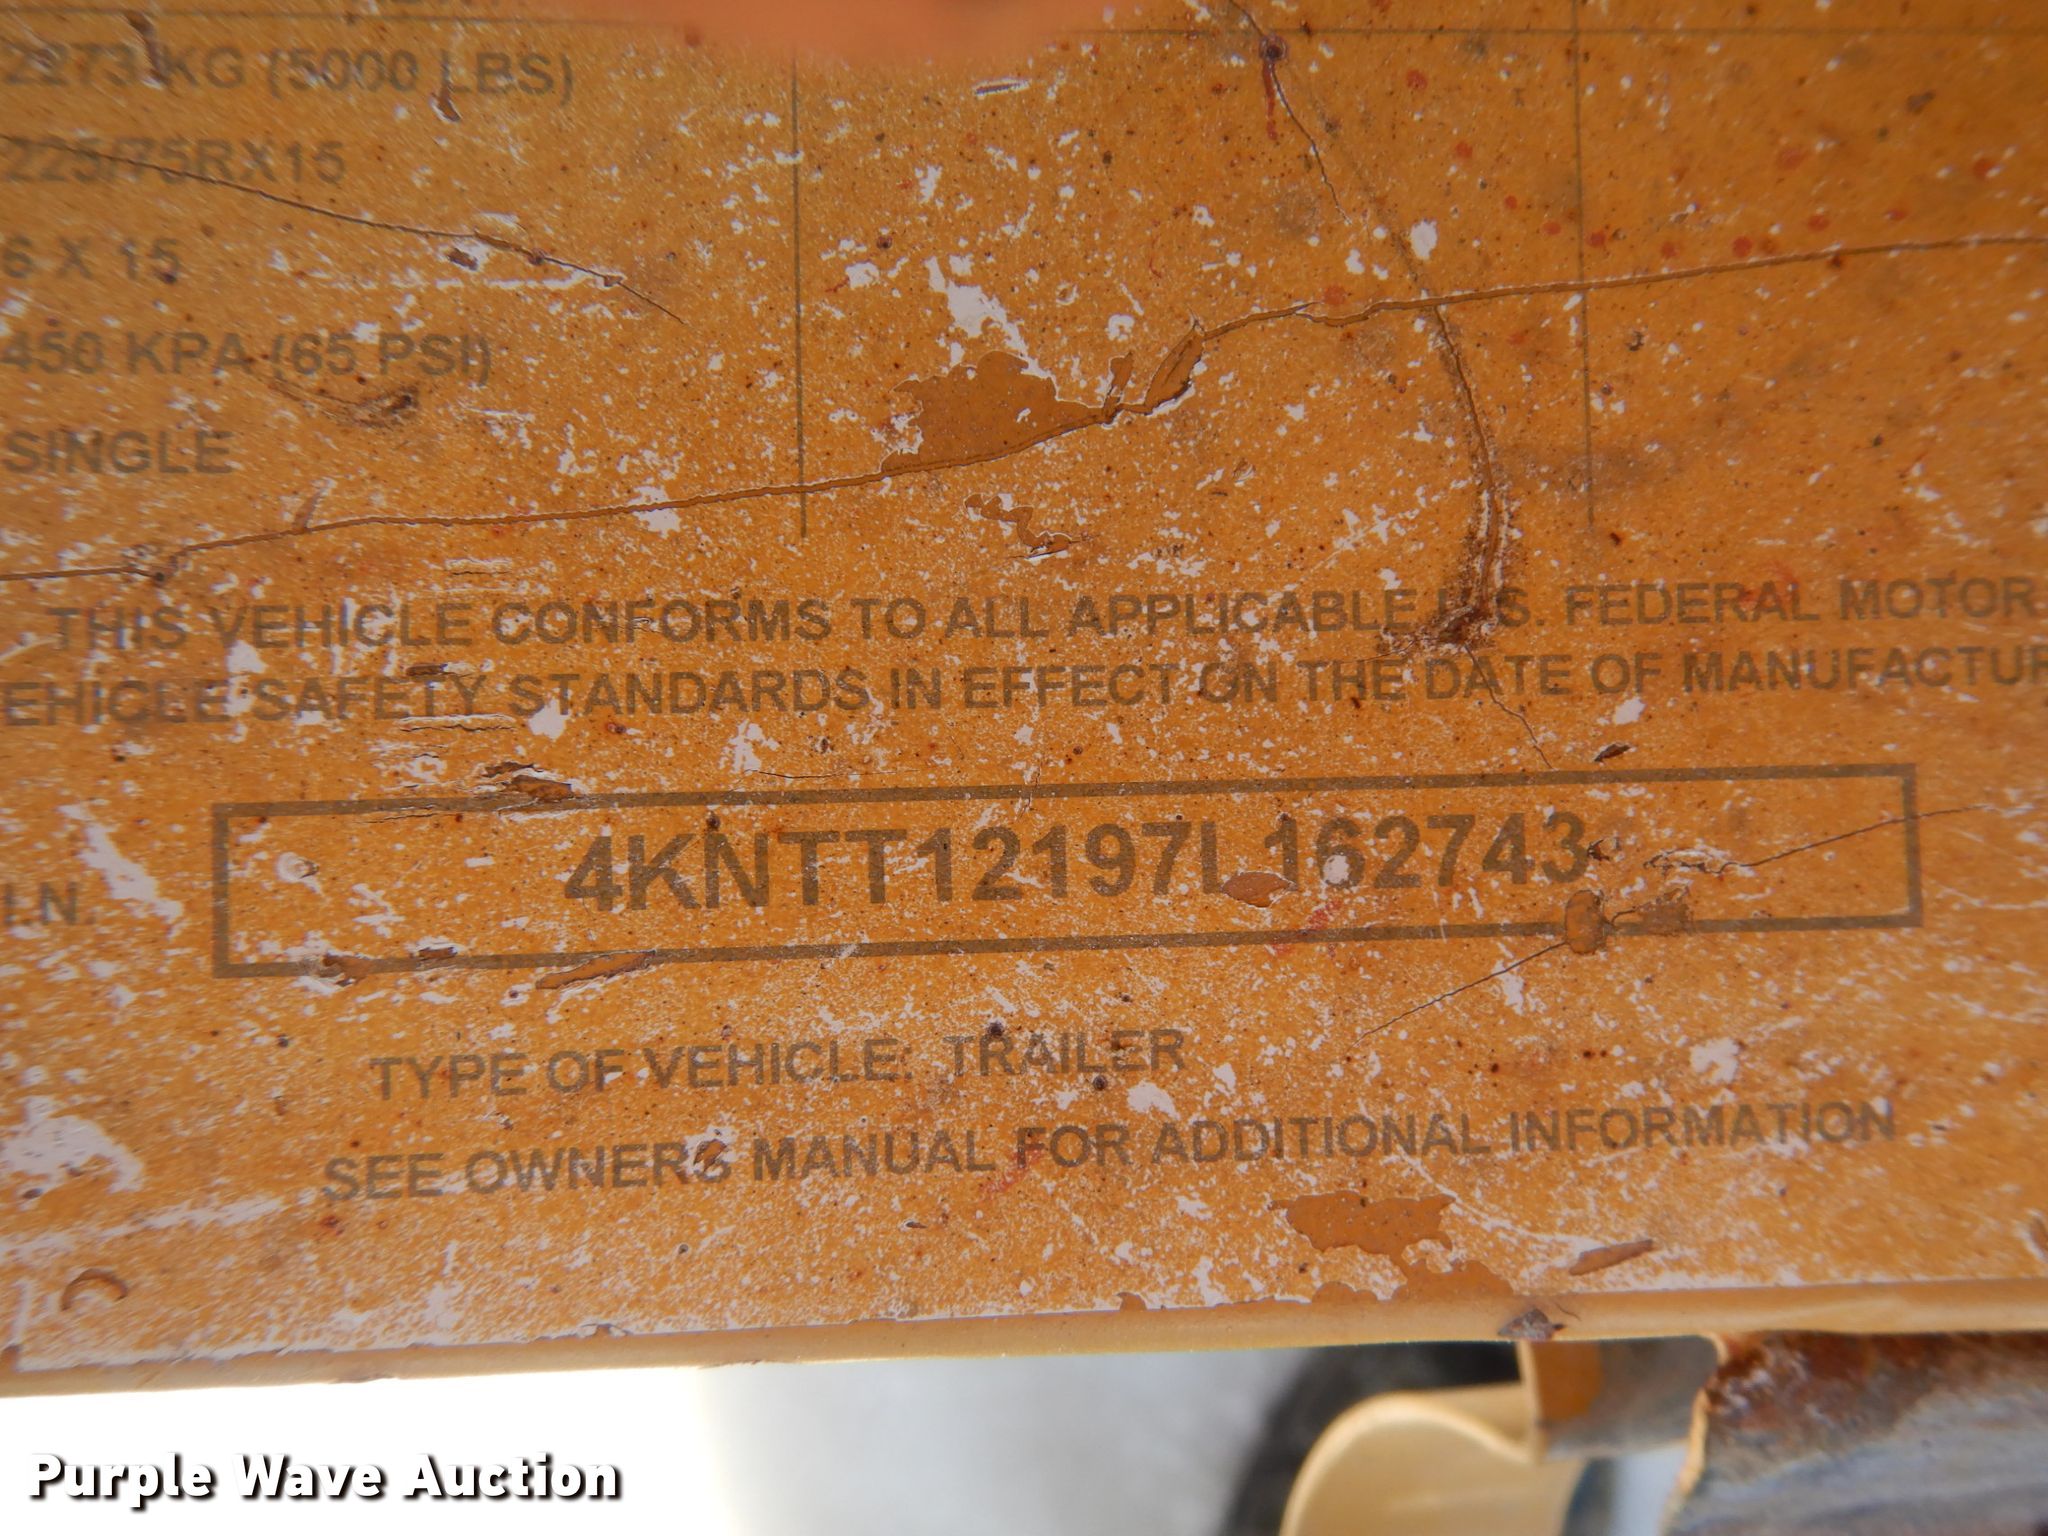 2273 KG (5000 LBS)
225/75RX15
6 X 15
450 KPA (65 PSI)
SINGLE
THIS VEHICLE CONFORMS TO ALL APPLICABLE U.S. FEDERAL MOTOR
EHICLE SAFETY STANDARDS IN EFFECT ON THE DATE OF MANUFACTUR
I.N. 4KNTT12197L162743
TYPE OF VEHICLE: TRAILER
SEE OWNERS MANUAL FOR ADDITIONAL INFORMATION
Purple Wave Auction